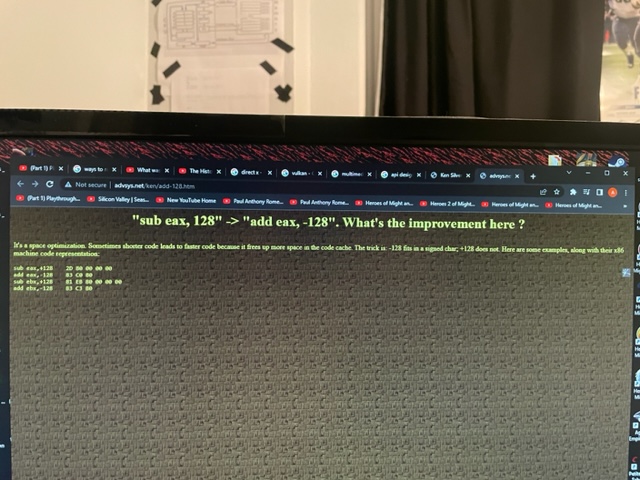 (Part 1) P
ways to
What w
The Hist
direct x
vulkan -
multime
api desig
Ken Silv
advsys.n
Not secure | advsys.net/ken/add-128.htm
(Part 1) Playthrough...
Silicon Valley | Seas...
New YouTube Home
Paul Anthony Rome...
Paul Anthony Rome...
Heroes of Might an...
Heroes 2 of Might...
Heroes of Might an...
Heroes of Might an...
"sub eax, 128" -> "add eax, -128". What's the improvement here ?
It's a space optimization. Sometimes shorter code leads to faster code because it frees up more space in the code cache. The trick is: -128 fits in a signed char; +128 does not. Here are some examples, along with their x86
machine code representation:
sub eax,+128 2D 80 00 00 00
add eax,-128 83 C0 80
sub ebx,+128 81 EB 80 00 00 00
add ebx,-128 83 C3 80